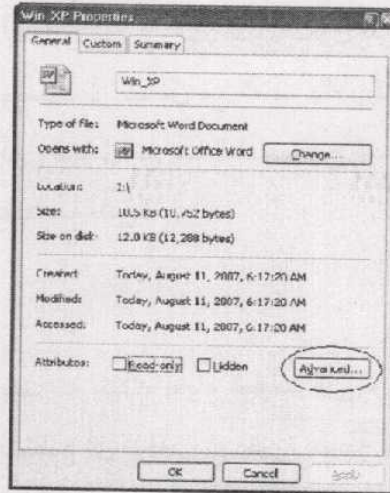 Win_XP Properties
General Custom Summary
Win_XP
Type of file: Microsoft Word Document
Opens with: Microsoft Office Word Change...
Location: I:\
Size: 10.5 KB (10,752 bytes)
Size on disk: 12.0 KB (12,288 bytes)
Created: Today, August 11, 2007, 6:17:20 AM
Modified: Today, August 11, 2007, 6:17:20 AM
Accessed: Today, August 11, 2007, 6:17:20 AM
Attributes: Read-only Hidden Advanced...
OK Cancel Apply